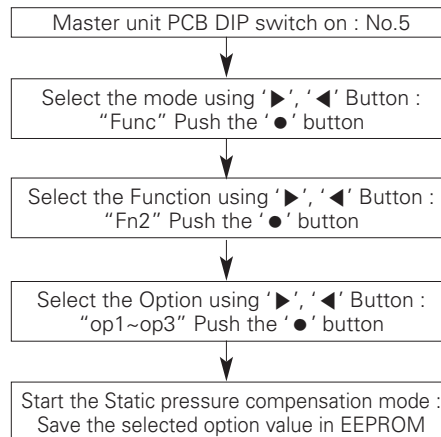 Master unit PCB DIP switch on : No.5
Select the mode using ‘▶’, ‘◀’ Button :
“Func” Push the ‘●’ button
Select the Function using ‘▶’, ‘◀’ Button :
“Fn2” Push the ‘●’ button
Select the Option using ‘▶’, ‘◀’ Button :
“op1~op3” Push the ‘●’ button
Start the Static pressure compensation mode :
Save the selected option value in EEPROM